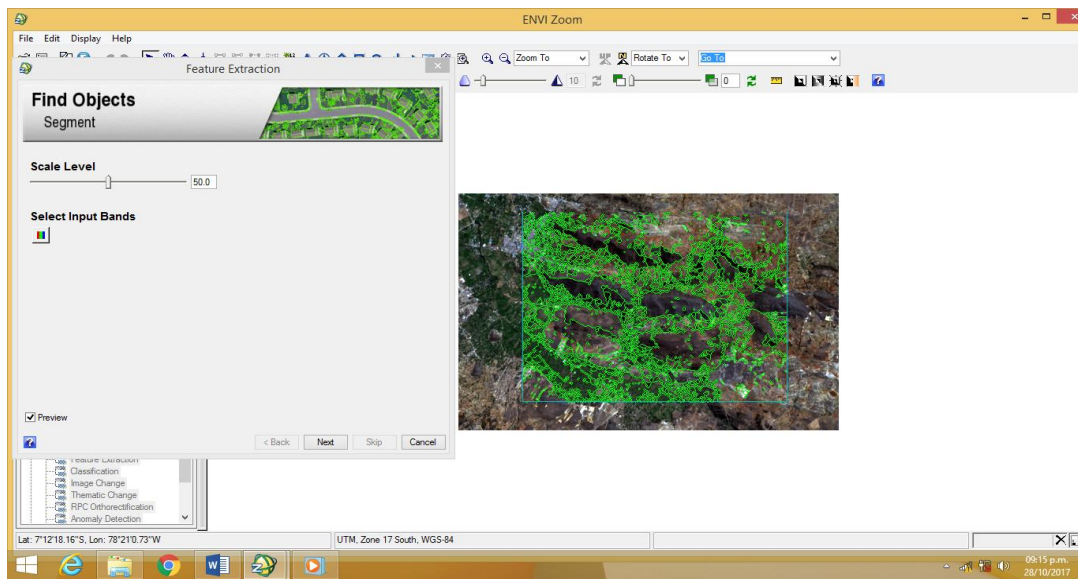 ENVI Zoom
File Edit Display Help
Zoom To
Rotate To
Go To
Feature Extraction
10
0
Find Objects
Segment
Scale Level
50.0
Select Input Bands
Preview
< Back Next Skip Cancel
Feature Extraction
Classification
Image Change
Thematic Change
RPC Orthorectification
Anomaly Detection
Lat: 7°12'18.16"S, Lon: 78°21'0.73"W
UTM, Zone 17 South, WGS-84
09:15 p.m.
28/10/2017